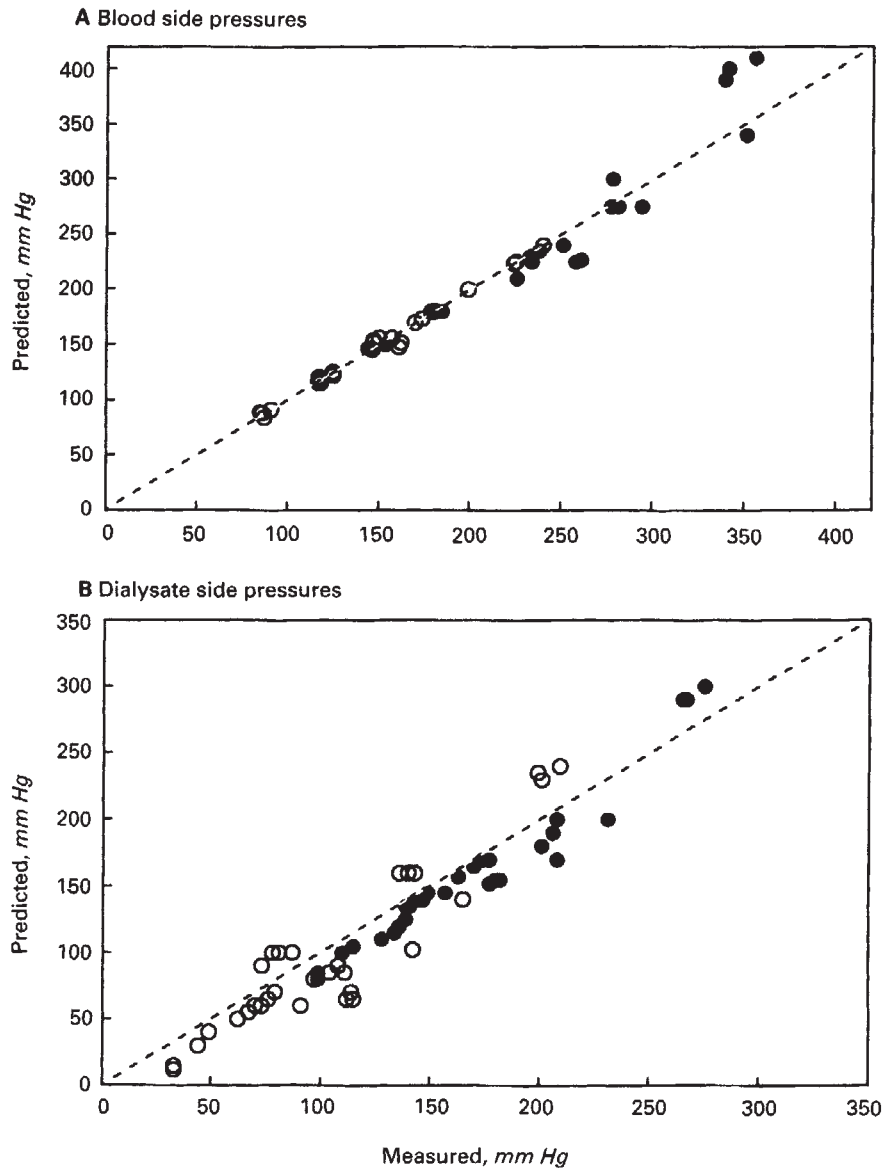 A Blood side pressures
400
350
300
250
200
150
100
50
0
Predicted, mm Hg
0 50 100 150 200 250 300 350 400
B Dialysate side pressures
350
300
250
200
150
100
50
0
Predicted, mm Hg
0 50 100 150 200 250 300 350
Measured, mm Hg